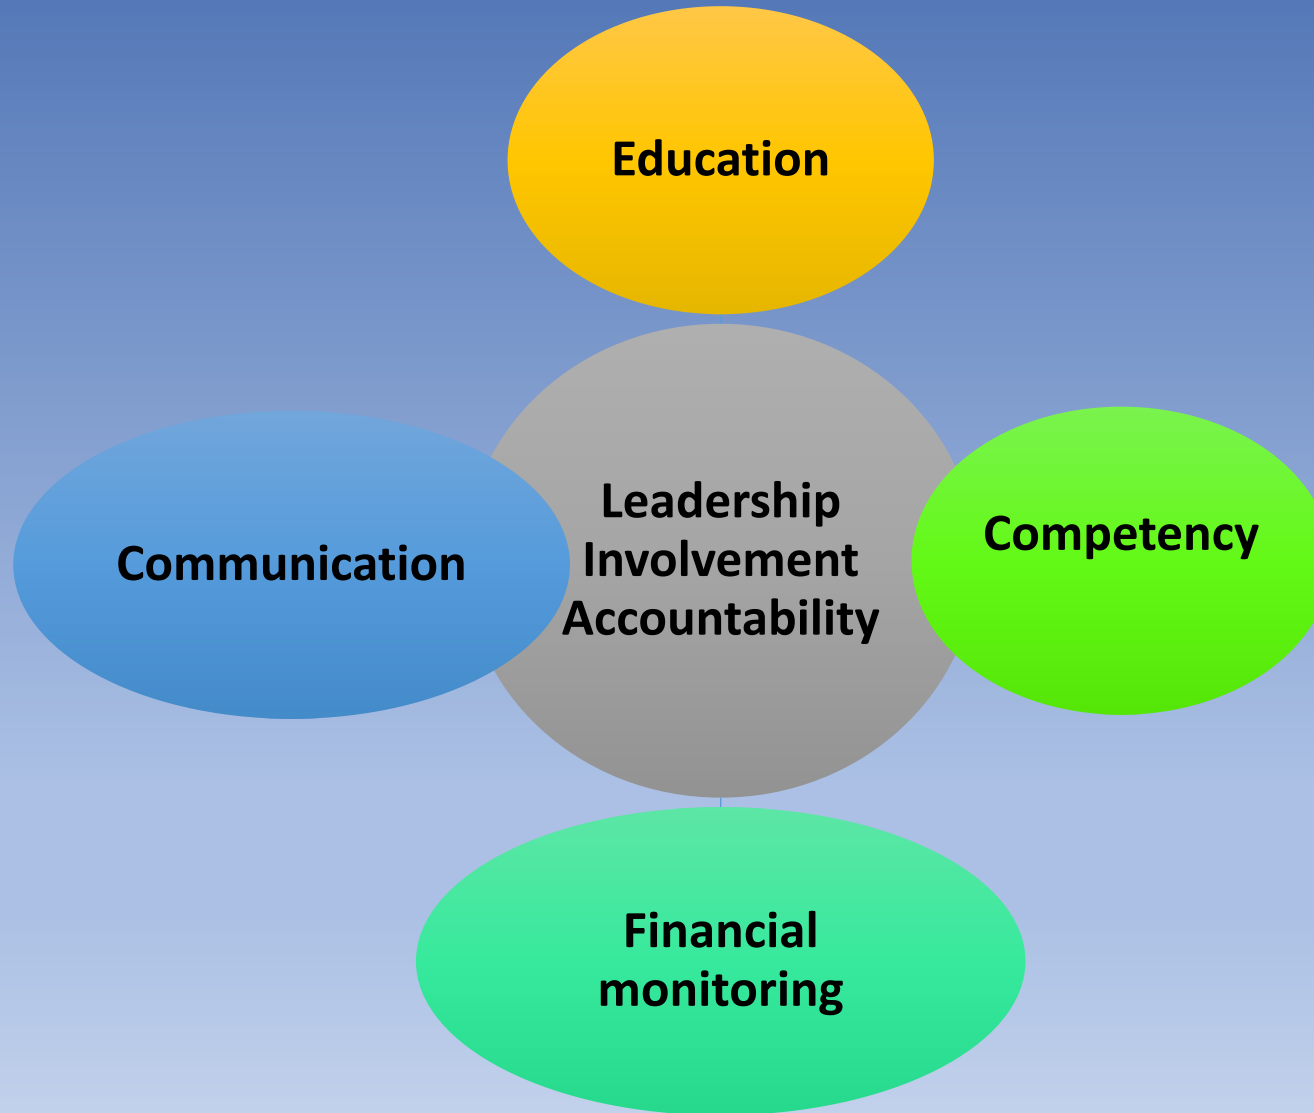 Education
Leadership
Involvement
Accountability
Communication
Competency
Financial
monitoring